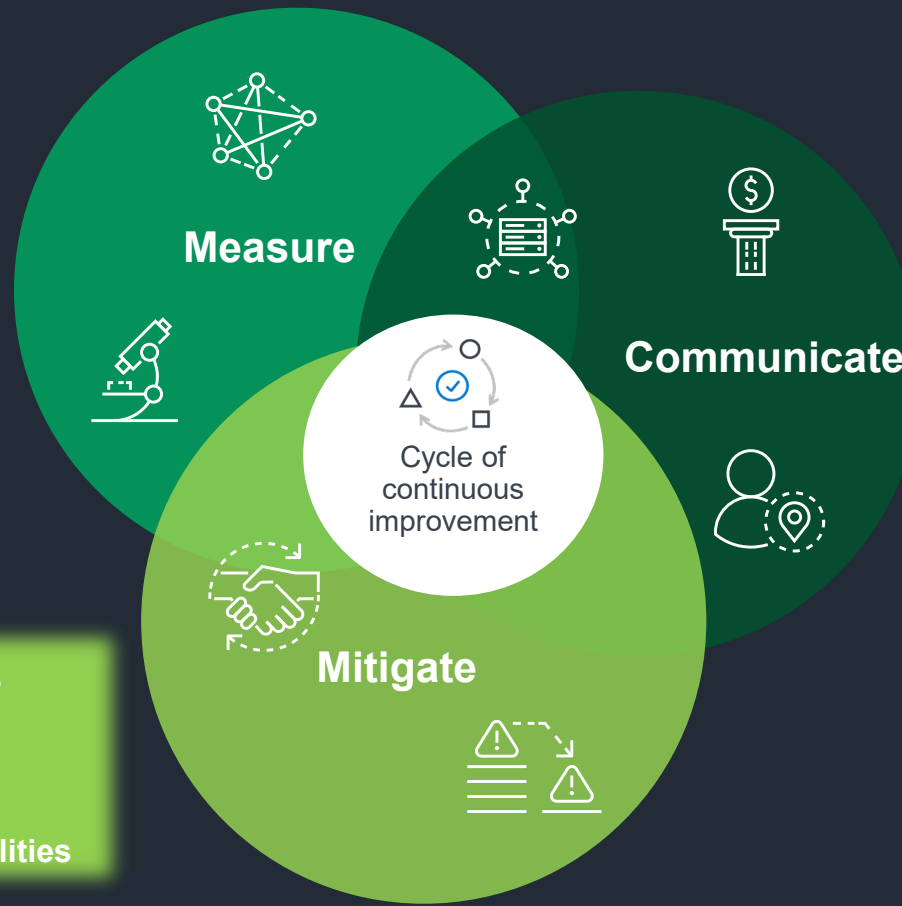 Measure
Communicate
Cycle of
continuous
improvement
Mitigate
lities